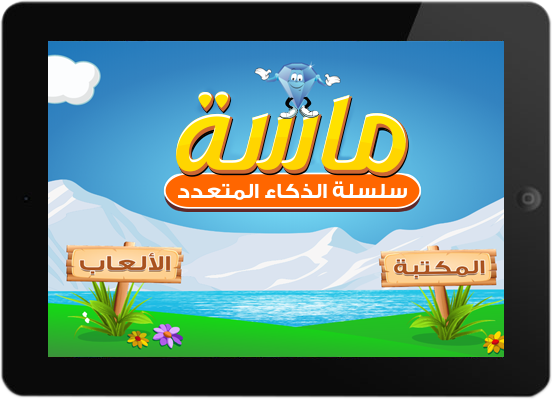 ماسة
سلسلة الذكاء المتعدد
المكتبة
الألعاب